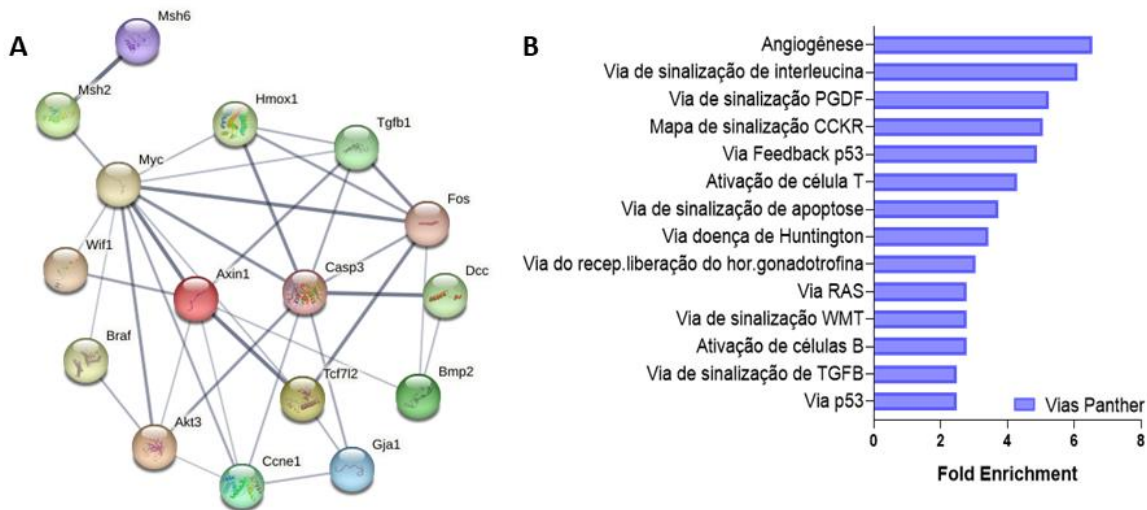 A
Msh6
Msh2
Hmox1
Tgfb1
Myc
Fos
Wif1
Axin1
Casp3
Dcc
Braf
Tcf7l2
Bmp2
Akt3
Gja1
Ccne1
B
Angiogênese
Via de sinalização de interleucina
Via de sinalização PGDF
Mapa de sinalização CCKR
Via Feedback p53
Ativação de célula T
Via de sinalização de apoptose
Via doença de Huntington
Via do recep.liberação do hor.gonadotrofina
Via RAS
Via de sinalização WMT
Ativação de células B
Via de sinalização de TGFB
Via p53
Vias Panther
0 2 4 6 8
Fold Enrichment